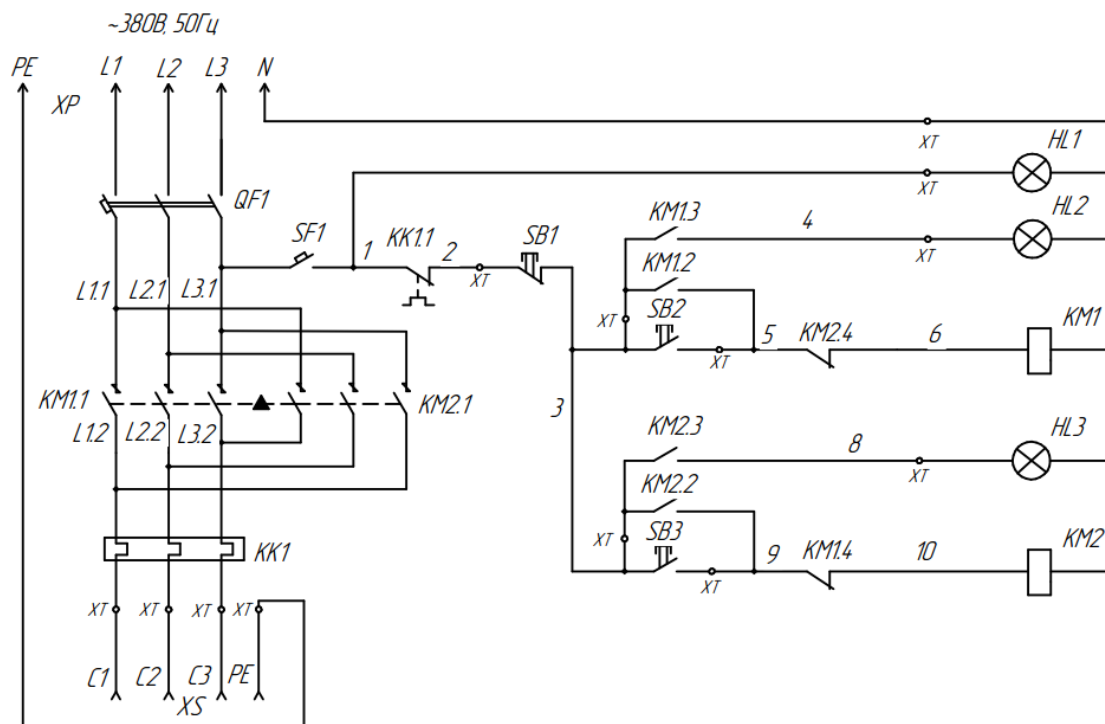 ~380В, 50Гц
PE L1 L2 L3 N
XP
XT
HL1
XT
QF1
HL2
SF1 1 KK1.1 2 SB1 KM1.3 4
XT
XT
L1.1 L2.1 L3.1
KM1.2
XT SB2 5 KM2.4 6 KM1
XT
KM1.1 KM2.1
3
L1.2 L2.2 L3.2
KM2.3 8 HL3
XT
KM2.2
XT SB3 9 KM1.4 10 KM2
KK1
XT
XT XT XT XT
C1 C2 C3 PE
XS